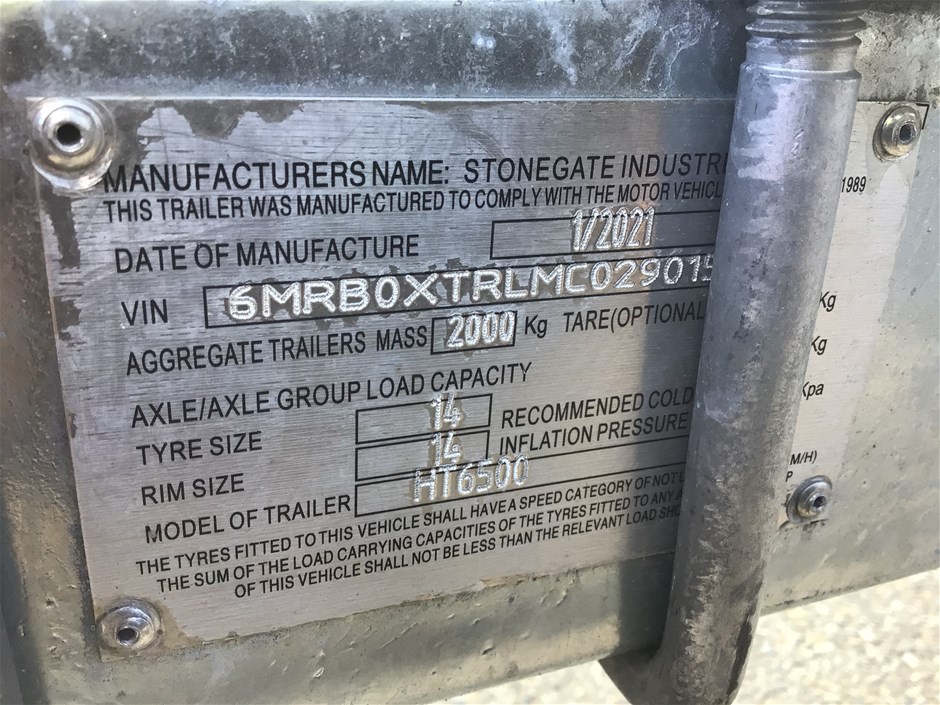 MANUFACTURERS NAME: STONEGATE INDUSTRI
THIS TRAILER WAS MANUFACTURED TO COMPLY WITH THE MOTOR VEHICL 1989
DATE OF MANUFACTURE 1/2021
VIN 6MRB0XTRLMC029015 Kg
AGGREGATE TRAILERS MASS 2000 Kg TARE(OPTIONAL Kg
AXLE/AXLE GROUP LOAD CAPACITY Kpa
TYRE SIZE 14 RECOMMENDED COLD
RIM SIZE 14 INFLATION PRESSURE
MODEL OF TRAILER HT6500 M/H)
THE TYRES FITTED TO THIS VEHICLE SHALL HAVE A SPEED CATEGORY OF NOT P
THE SUM OF THE LOAD CARRYING CAPACITIES OF THE TYRES FITTED TO ANY A
OF THIS VEHICLE SHALL NOT BE LESS THAN THE RELEVANT LOAD SHO